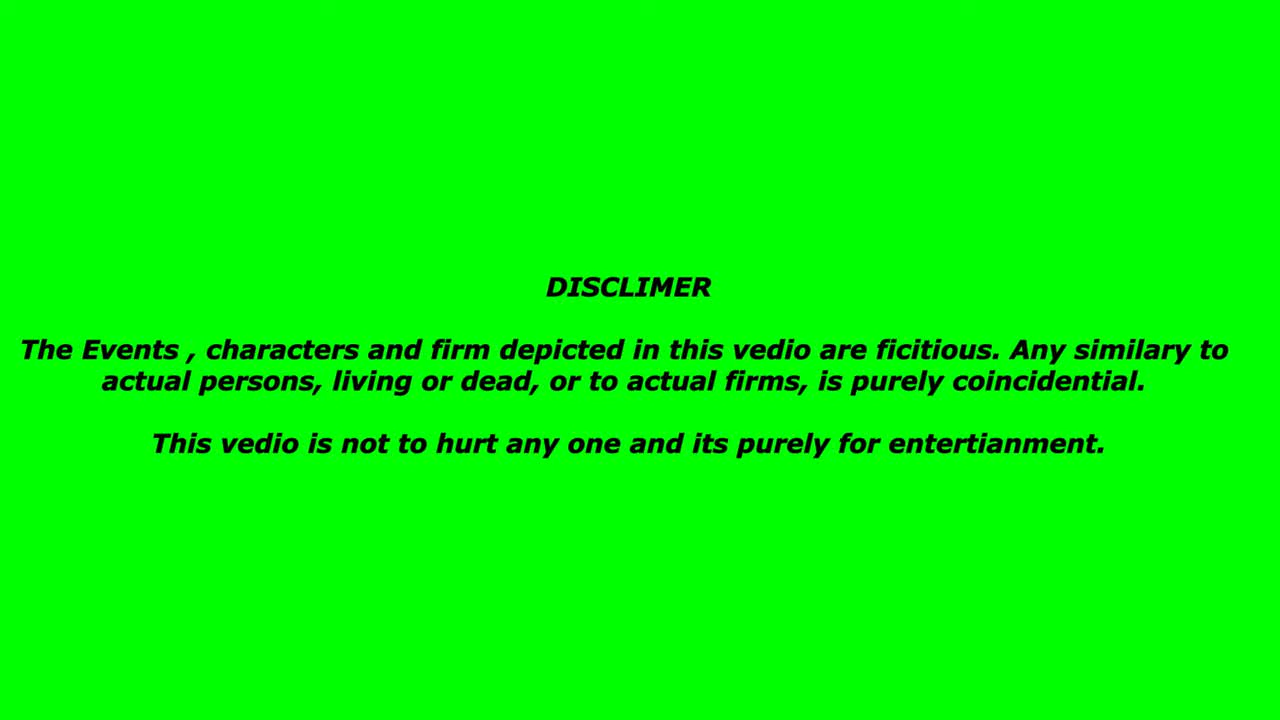 DISCLIMER
The Events , characters and firm depicted in this vedio are ficitious. Any similary to
actual persons, living or dead, or to actual firms, is purely coincidential.
This vedio is not to hurt any one and its purely for entertianment.